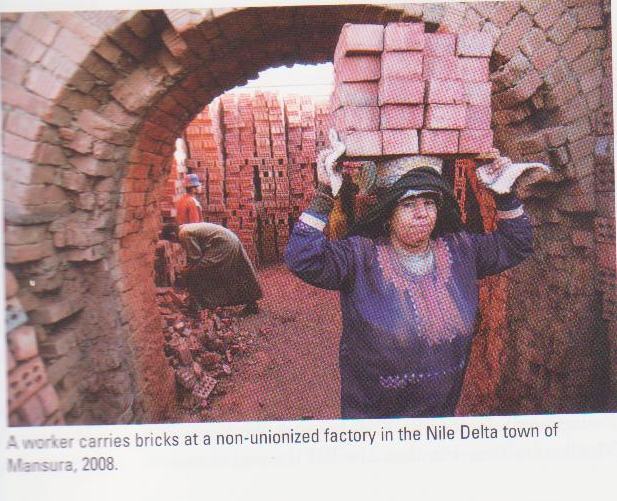 A worker carries bricks at a non-unionized factory in the Nile Delta town of
Mansura, 2008.